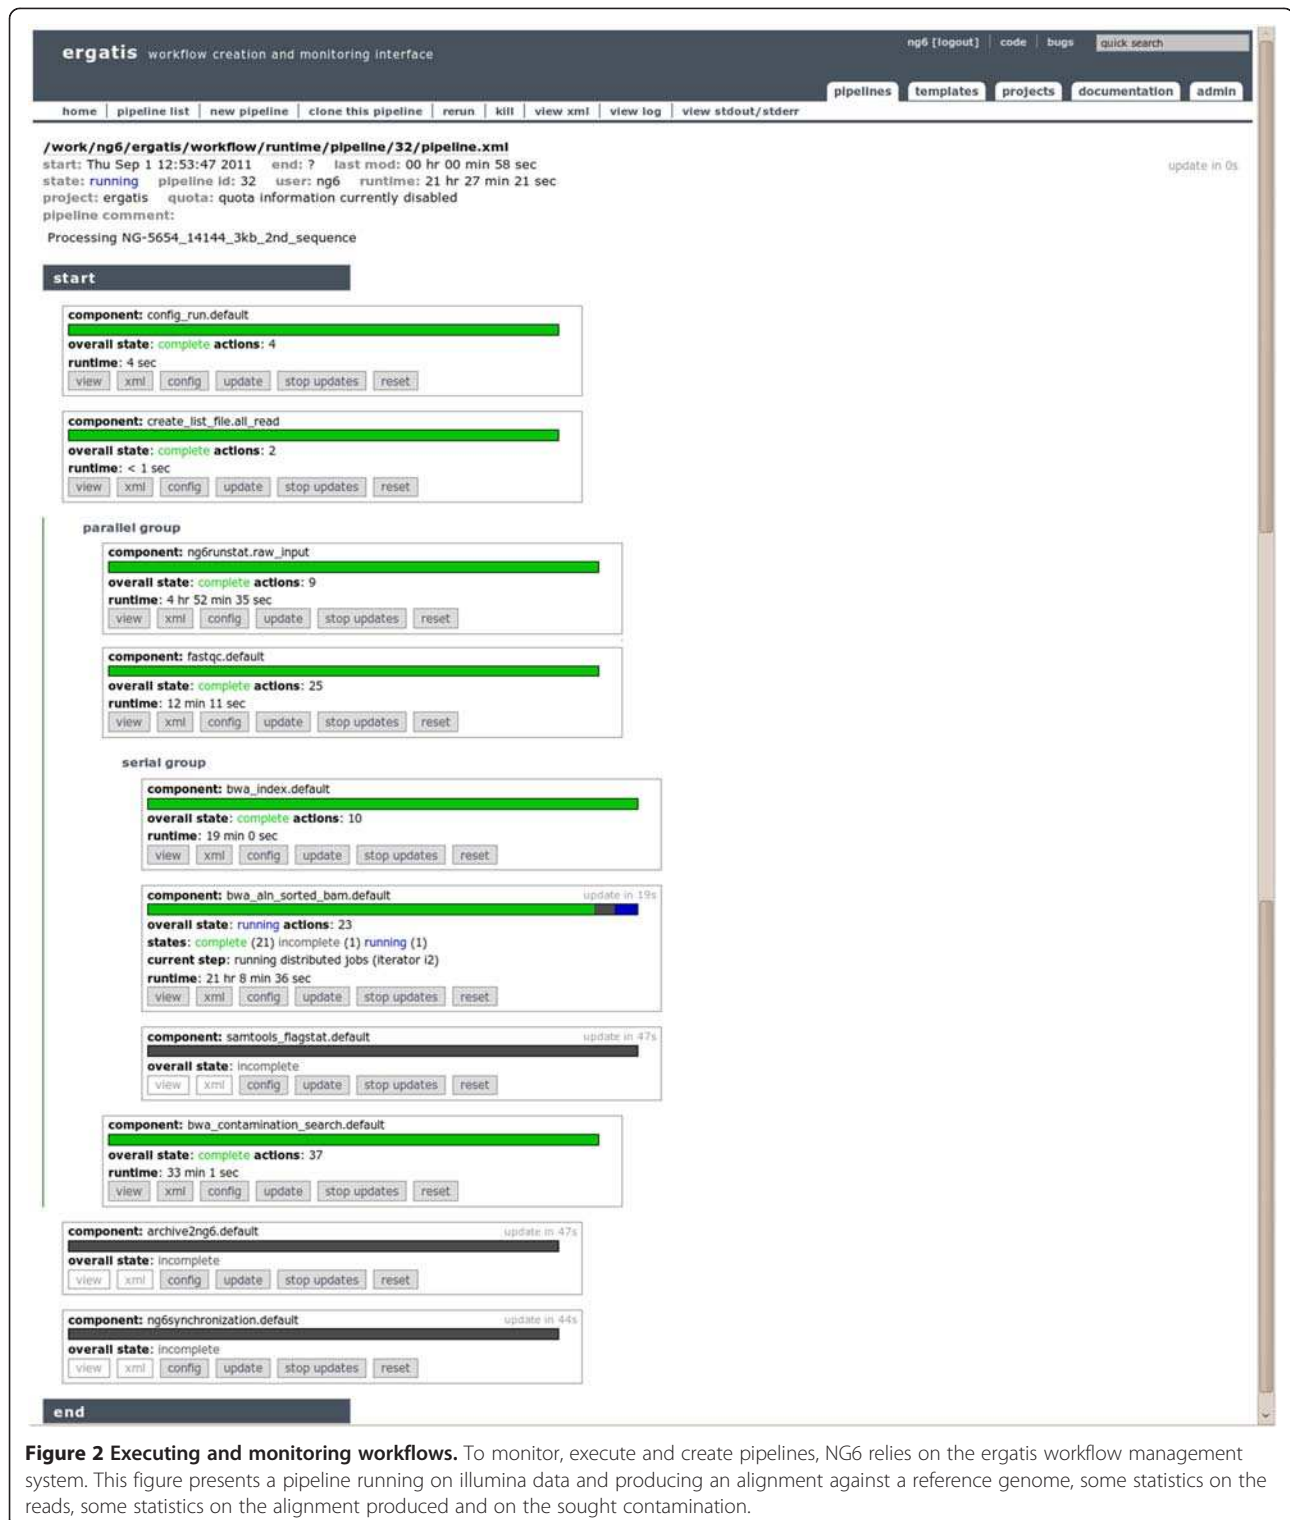 ergatis workflow creation and monitoring interface
ng6 [logout] code bugs quick search
pipelines templates projects documentation admin
home pipeline list new pipeline clone this pipeline rerun kill view xml view log view stdout/stderr
/work/ng6/ergatis/workflow/runtime/pipeline/32/pipeline.xml
start: Thu Sep 1 12:53:47 2011 end: ? last mod: 00 hr 00 min 58 sec
update in 0s
state: running pipeline id: 32 user: ng6 runtime: 21 hr 27 min 21 sec
project: ergatis quota: quota information currently disabled
pipeline comment:
Processing NG-5654_14144_3kb_2nd_sequence
start
component: config_run.default
overall state: complete actions: 4
runtime: 4 sec
view xml config update stop updates reset
component: create_list_file.all_read
overall state: complete actions: 2
runtime: < 1 sec
view xml config update stop updates reset
parallel group
component: ng6runstat.raw_input
overall state: complete actions: 9
runtime: 4 hr 52 min 35 sec
view xml config update stop updates reset
component: fastqc.default
overall state: complete actions: 25
runtime: 12 min 11 sec
view xml config update stop updates reset
serial group
component: bwa_index.default
overall state: complete actions: 10
runtime: 19 min 0 sec
view xml config update stop updates reset
component: bwa_aln_sorted_bam.default update in 19s
overall state: running actions: 23
states: complete (21) incomplete (1) running (1)
current step: running distributed jobs (iterator i2)
runtime: 21 hr 8 min 36 sec
view xml config update stop updates reset
component: samtools_flagstat.default update in 47s
overall state: incomplete
view xml config update stop updates reset
component: bwa_contamination_search.default
overall state: complete actions: 37
runtime: 33 min 1 sec
view xml config update stop updates reset
component: archive2ng6.default update in 47s
overall state: incomplete
view xml config update stop updates reset
component: ng6synchronization.default update in 44s
overall state: incomplete
view xml config update stop updates reset
end
Figure 2 Executing and monitoring workflows. To monitor, execute and create pipelines, NG6 relies on the ergatis workflow management
system. This figure presents a pipeline running on illumina data and producing an alignment against a reference genome, some statistics on the
reads, some statistics on the alignment produced and on the sought contamination.